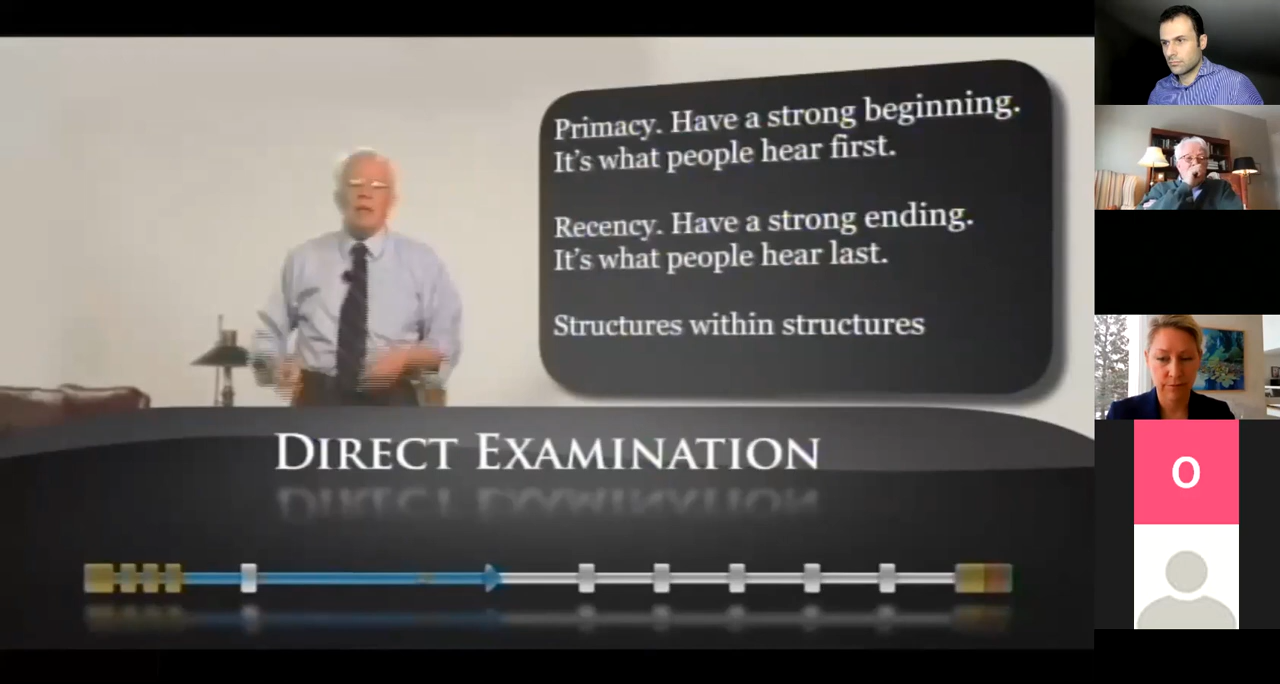 Primacy. Have a strong beginning.
It's what people hear first.
Recency. Have a strong ending.
It's what people hear last.
Structures within structures
DIRECT EXAMINATION
O